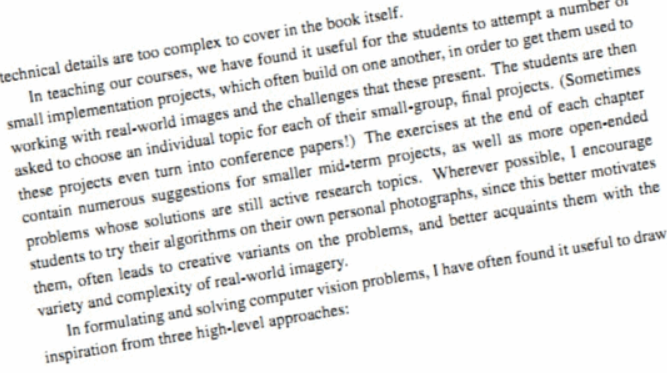 technical details are too complex to cover in the book itself.
In teaching our courses, we have found it useful for the students to attempt a number of
small implementation projects, which often build on one another, in order to get them used to
working with real-world images and the challenges that these present. The students are then
asked to choose an individual topic for each of their small-group, final projects. (Sometimes
these projects even turn into conference papers!) The exercises at the end of each chapter
contain numerous suggestions for smaller mid-term projects, as well as more open-ended
problems whose solutions are still active research topics. Wherever possible, I encourage
students to try their algorithms on their own personal photographs, since this better motivates
them, often leads to creative variants on the problems, and better acquaints them with the
variety and complexity of real-world imagery.
In formulating and solving computer vision problems, I have often found it useful to draw
inspiration from three high-level approaches: